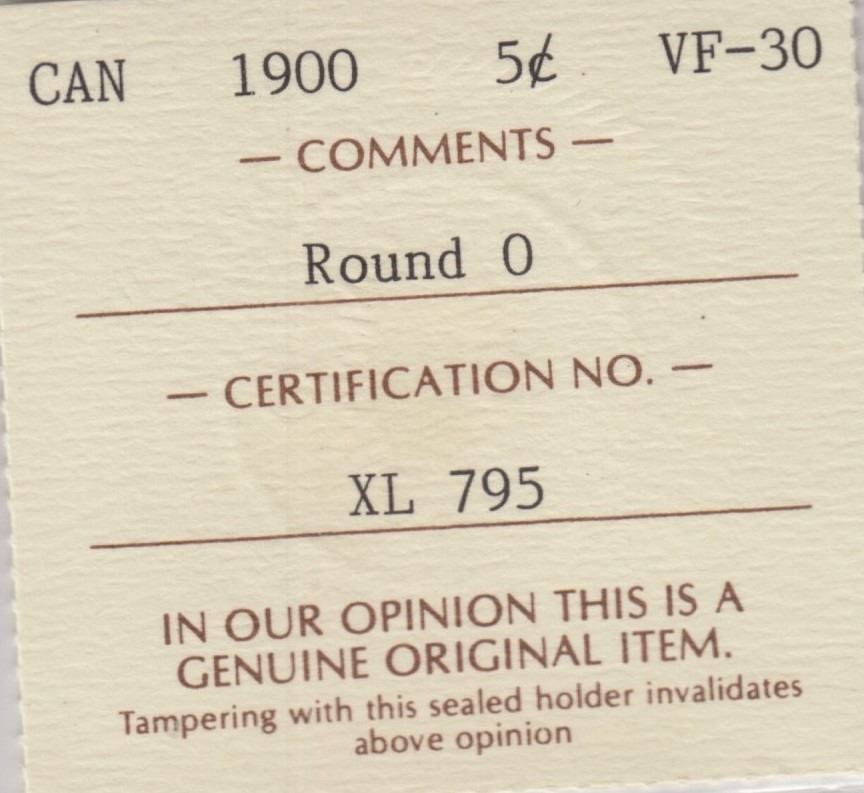 CAN 1900 5¢ VF-30
— COMMENTS —
Round O
— CERTIFICATION NO. —
XL 795
IN OUR OPINION THIS IS A
GENUINE ORIGINAL ITEM.
Tampering with this sealed holder invalidates
above opinion